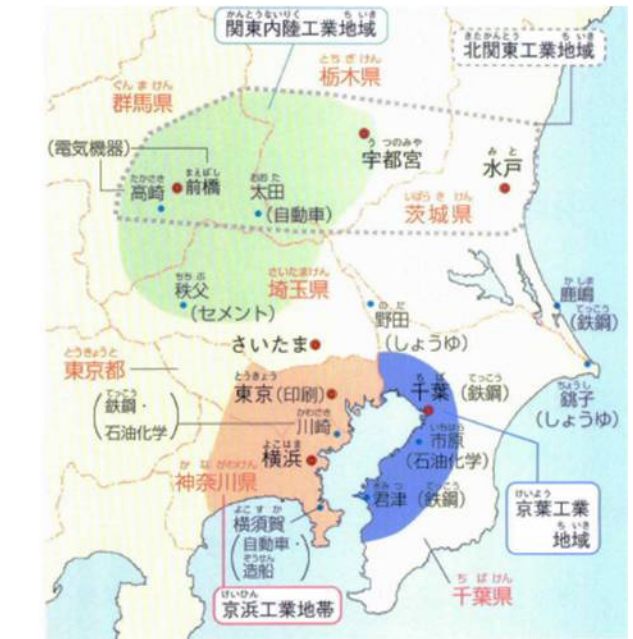 かんとうないりく ちいき
関東内陸工業地域
きたかんとう ちいき
北関東工業地域
とちぎけん
栃木県
ぐんまけん
群馬県
うつのみや
宇都宮
みと
水戸
(電気機器)
まえばし
前橋
たかさき
高崎
おおた
太田
(自動車)
いばらきけん
茨城県
さいたまけん
埼玉県
ちちぶ
秩父
(セメント)
のだ
野田
(しょうゆ)
かしま
鹿嶋
てっこう
(鉄鋼)
さいたま
とうきょうと
東京都
とうきょう
東京(印刷)
ちば てっこう
千葉(鉄鋼)
ちょうし
銚子
(しょうゆ)
てっこう
(鉄鋼・
石油化学)
かわさき
川崎
いちはら
市原
(石油化学)
よこはま
横浜
かながわけん
神奈川県
きみつ てっこう
君津(鉄鋼)
けいよう
京葉工業
ちいき
地域
よこすか
横須賀
(自動車・
ぞうせん
造船)
けいひん
京浜工業地帯
ちばけん
千葉県